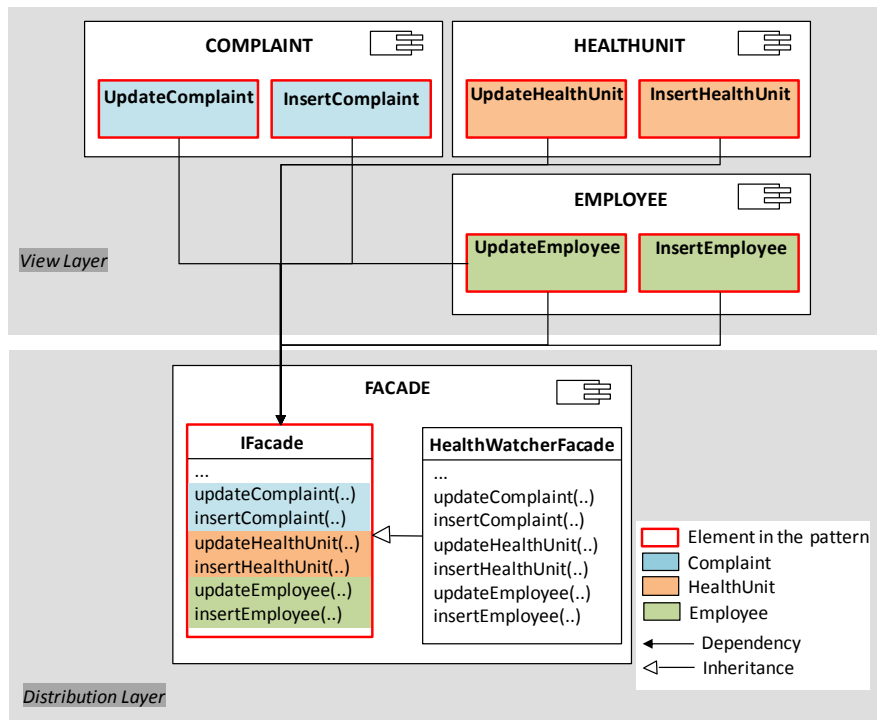 COMPLAINT
UpdateComplaint
InsertComplaint
HEALTHUNIT
UpdateHealthUnit
InsertHealthUnit
EMPLOYEE
UpdateEmployee
InsertEmployee
View Layer
FACADE
IFacade
...
updateComplaint(..)
insertComplaint(..)
updateHealthUnit(..)
insertHealthUnit(..)
updateEmployee(..)
insertEmployee(..)
HealthWatcherFacade
...
updateComplaint(..)
insertComplaint(..)
updateHealthUnit(..)
insertHealthUnit(..)
updateEmployee(..)
insertEmployee(..)
Element in the pattern
Complaint
HealthUnit
Employee
Dependency
Inheritance
Distribution Layer